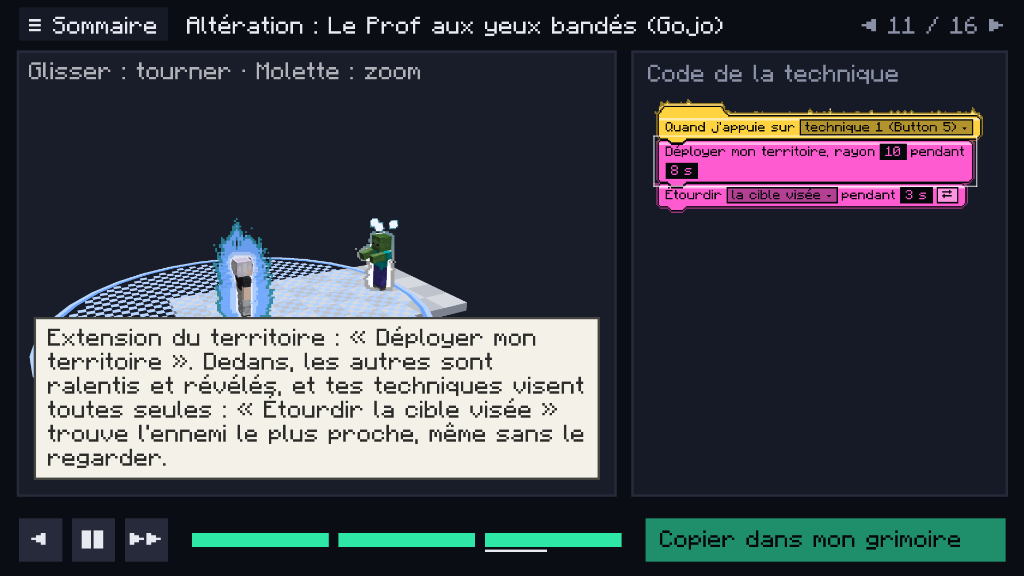 ≡ Sommaire
Altération : Le Prof aux yeux bandés (Gojo)
11 / 16
Glisser : tourner · Molette : zoom
Extension du territoire : « Déployer mon
territoire ». Dedans, les autres sont
ralentis et révélés, et tes techniques visent
toutes seules : « Étourdir la cible visée »
trouve l'ennemi le plus proche, même sans le
regarder.
Code de la technique
Quand j'appuie sur technique 1 (Button 5)
Déployer mon territoire, rayon 10 pendant
8 s
Étourdir la cible visée pendant 3 s
Copier dans mon grimoire